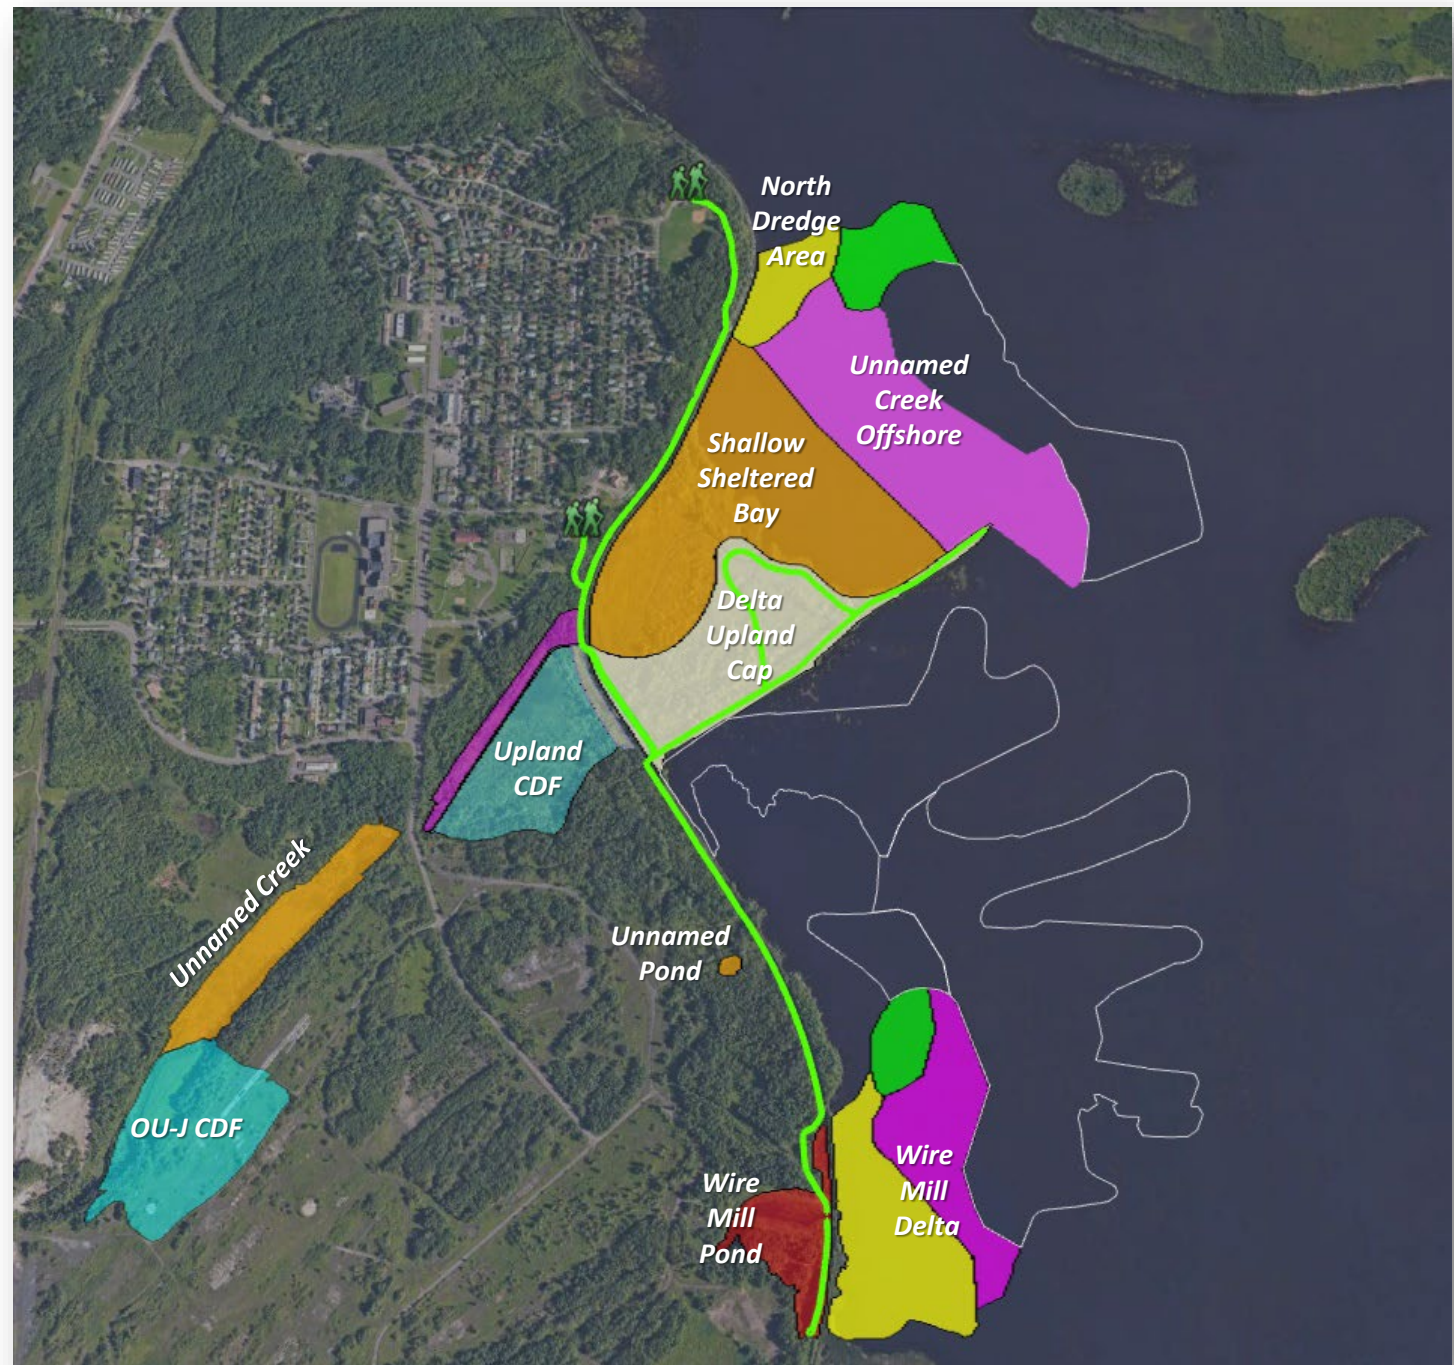 North
Dredge
Area
Unnamed
Creek
Offshore
Shallow
Sheltered
Bay
Delta
Upland
Cap
Upland
CDF
Unnamed Creek
Unnamed
Pond
OU-J CDF
Wire
Mill
Delta
Wire
Mill
Pond